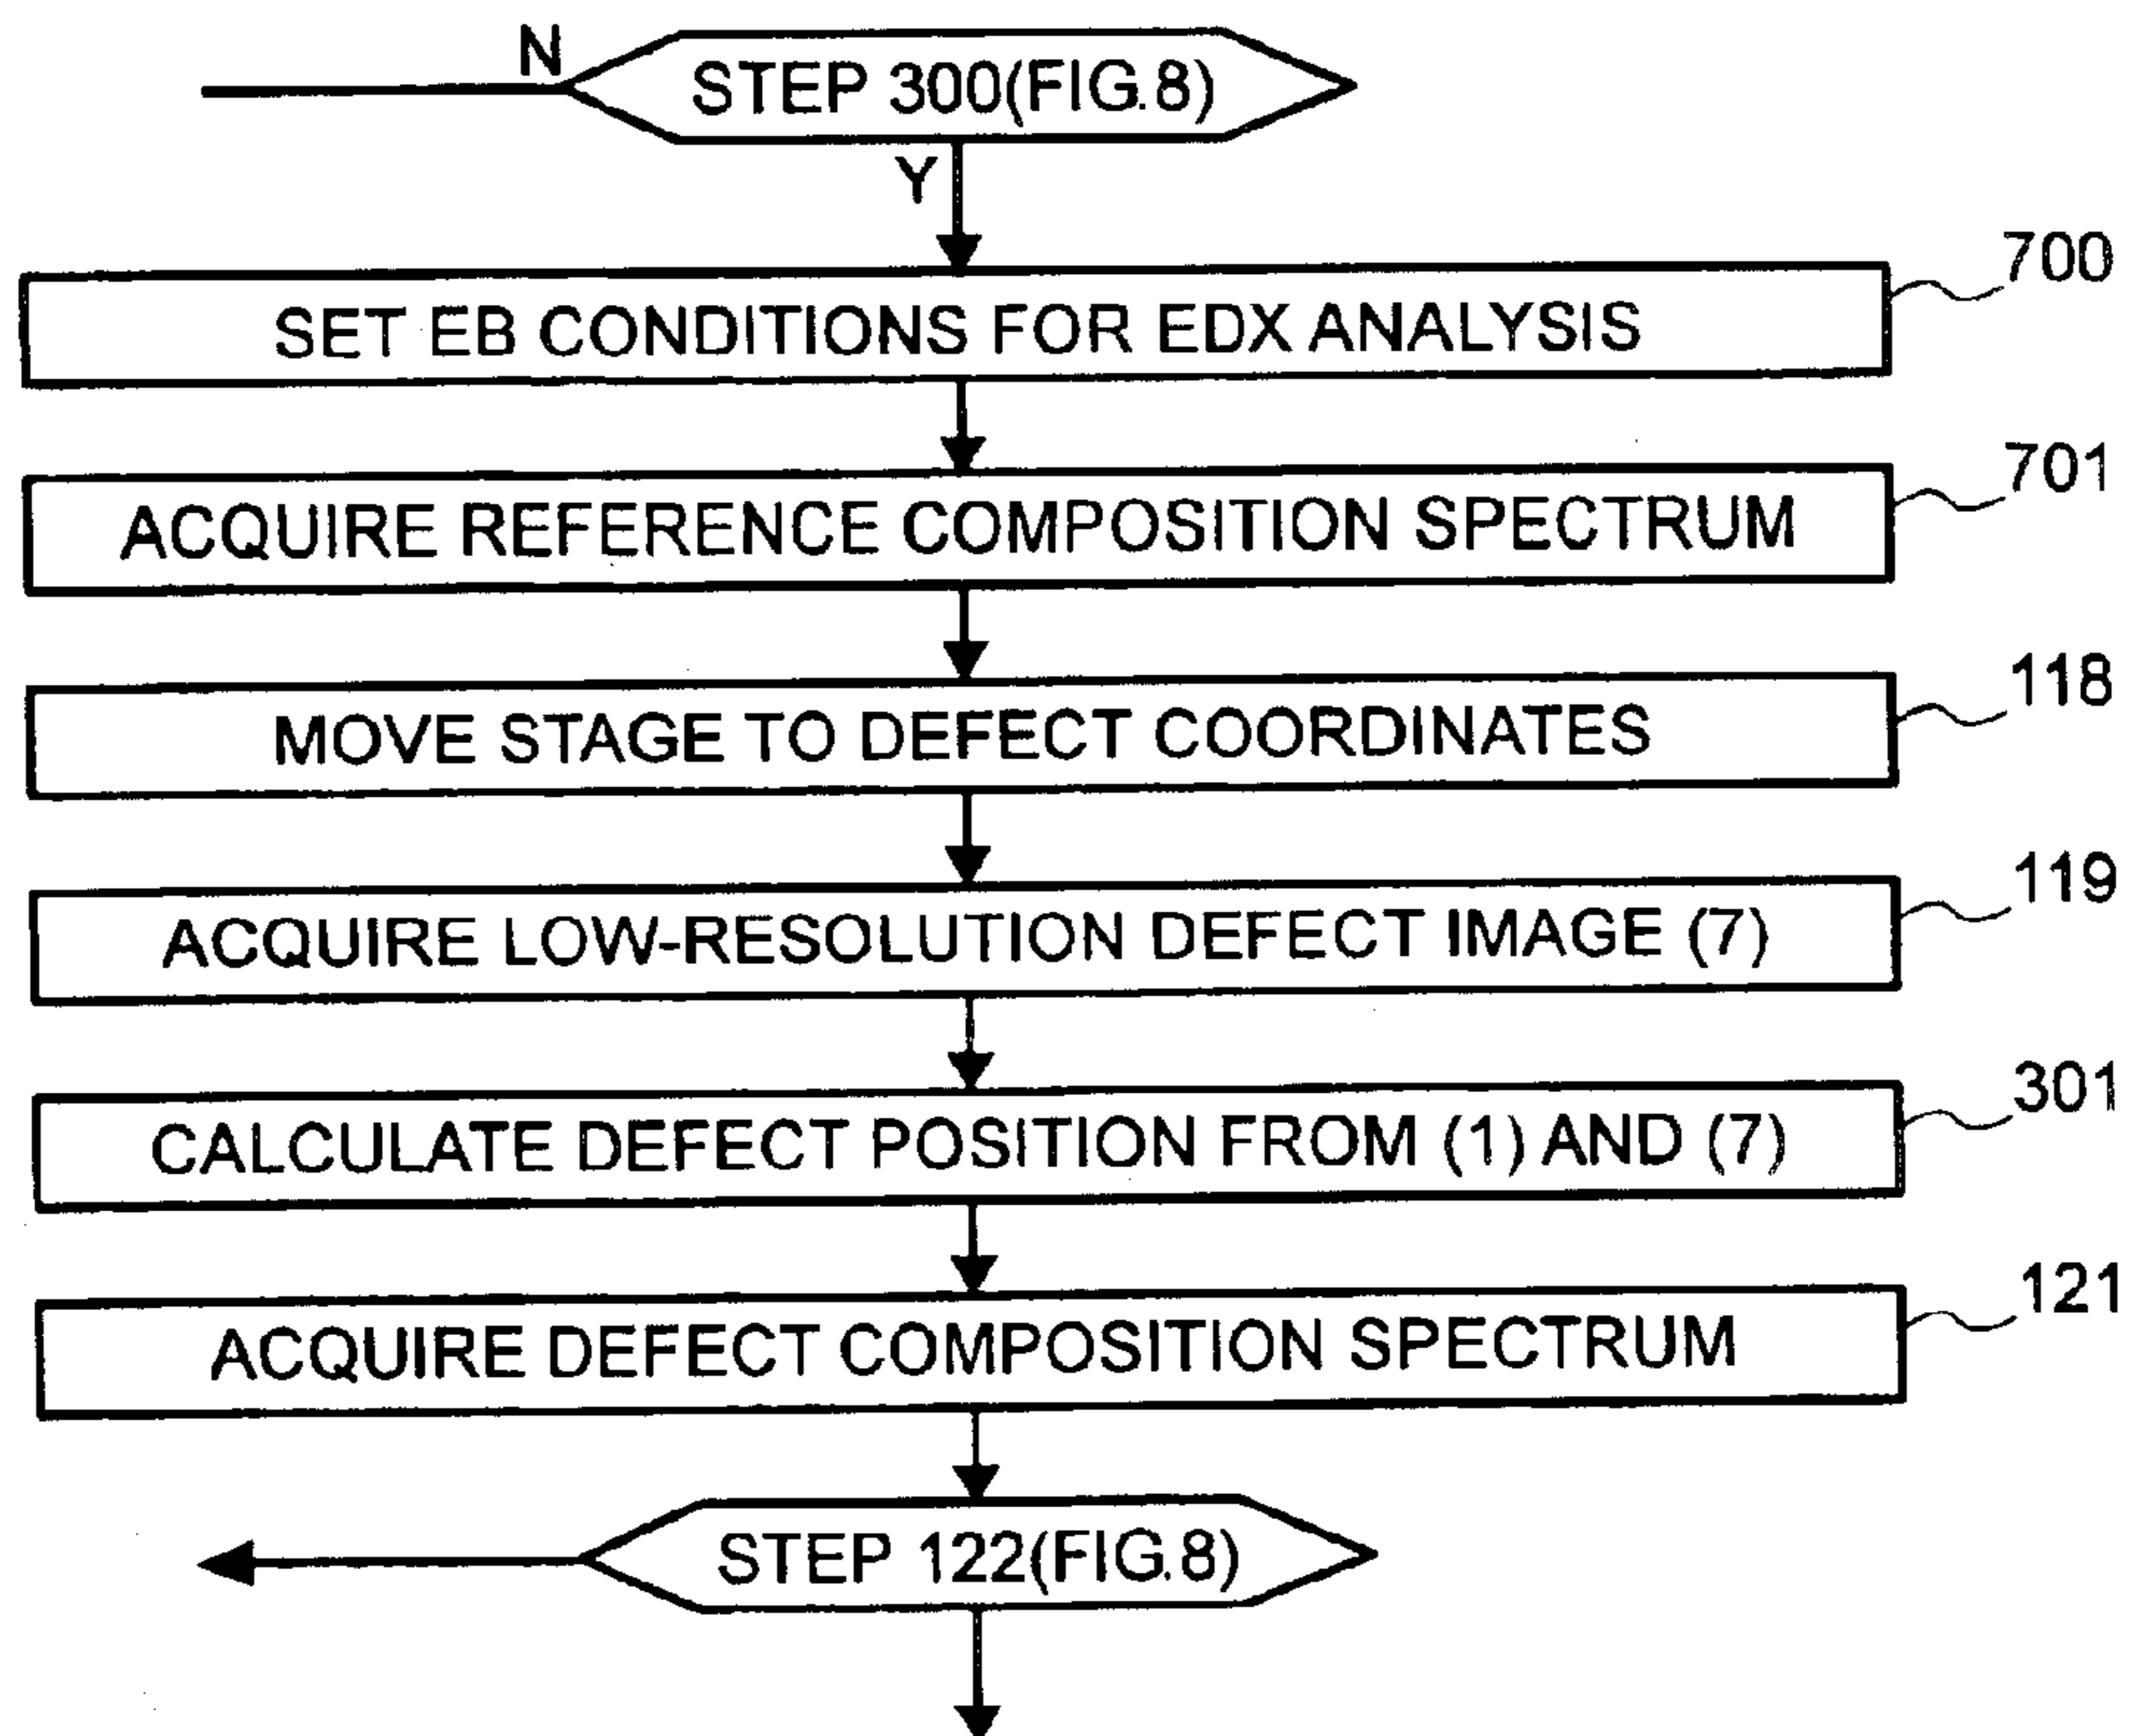 N
STEP 300(FIG.8)
Y
700
SET EB CONDITIONS FOR EDX ANALYSIS
701
ACQUIRE REFERENCE COMPOSITION SPECTRUM
118
MOVE STAGE TO DEFECT COORDINATES
119
ACQUIRE LOW-RESOLUTION DEFECT IMAGE (7)
301
CALCULATE DEFECT POSITION FROM (1) AND (7)
121
ACQUIRE DEFECT COMPOSITION SPECTRUM
STEP 122(FIG.8)